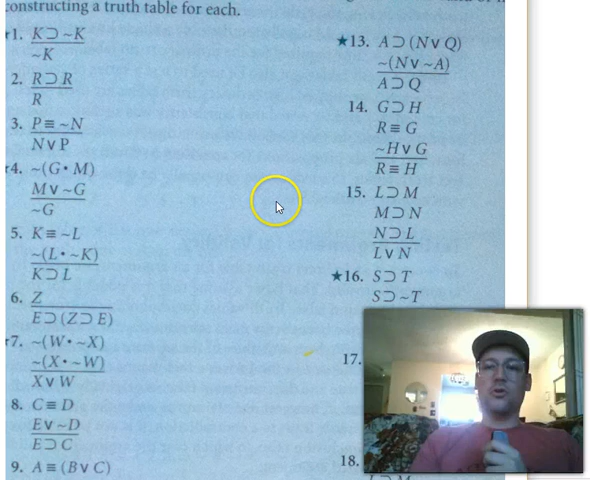 constructing a truth table for each.
1. K ⊃ ~K
~K
2. R ⊃ R
R
3. P ≡ ~N
N v P
4. ~(G • M)
M v ~G
~G
5. K ≡ ~L
~(L • ~K)
K ⊃ L
6. Z
E ⊃ (Z ⊃ E)
7. ~(W • ~X)
~(X • ~W)
X v W
8. C ≡ D
E v ~D
E ⊃ C
9. A ≡ (B v C)
★13. A ⊃ (N v Q)
~(N v ~A)
A ⊃ Q
14. G ⊃ H
R ≡ G
~H v G
R ≡ H
15. L ⊃ M
M ⊃ N
N ⊃ L
L v N
★16. S ⊃ T
S ⊃ ~T
17.
18.